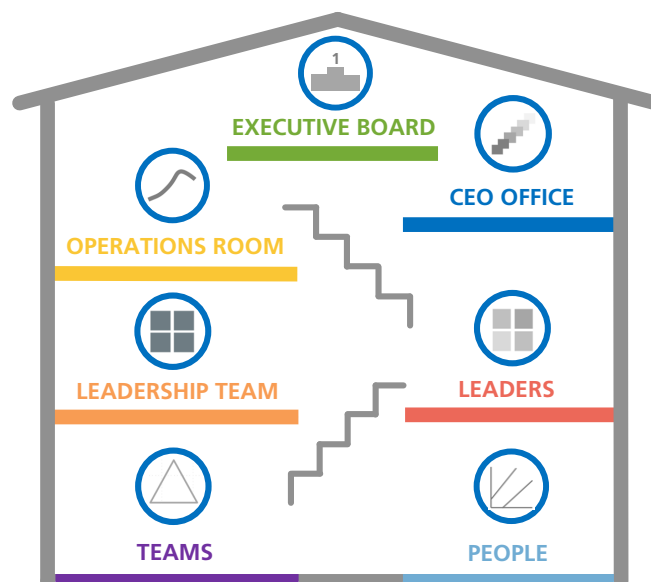 1
EXECUTIVE BOARD
CEO OFFICE
OPERATIONS ROOM
LEADERSHIP TEAM
LEADERS
TEAMS
PEOPLE